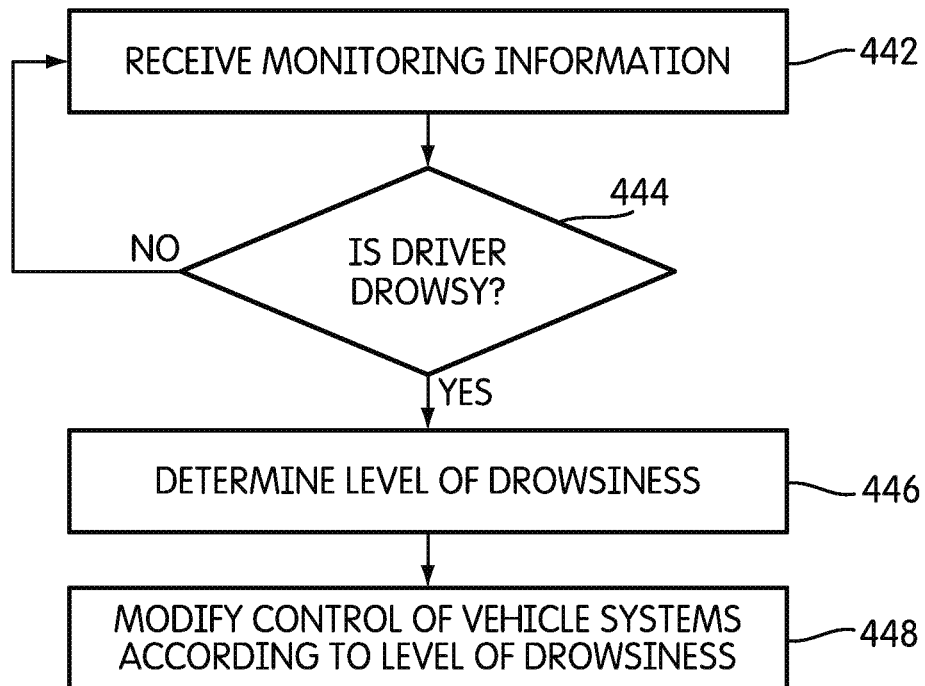 RECEIVE MONITORING INFORMATION
442
444
IS DRIVER
DROWSY?
NO
YES
DETERMINE LEVEL OF DROWSINESS
446
MODIFY CONTROL OF VEHICLE SYSTEMS
ACCORDING TO LEVEL OF DROWSINESS
448